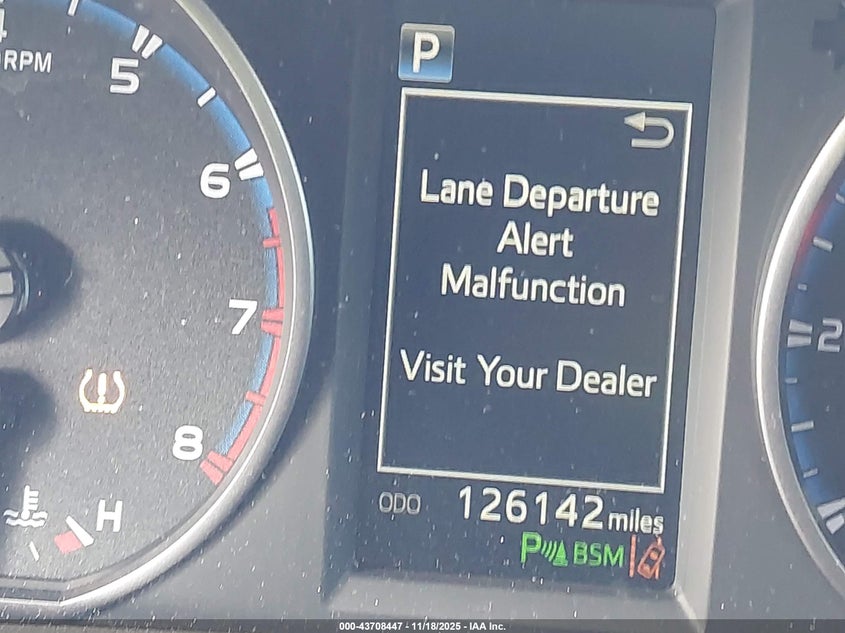 4
RPM
5
6
7
8
H
P
Lane Departure
Alert
Malfunction
Visit Your Dealer
ODO 126142 miles
P BSM
2
000-43708447 - 11/18/2025 - IAA Inc.